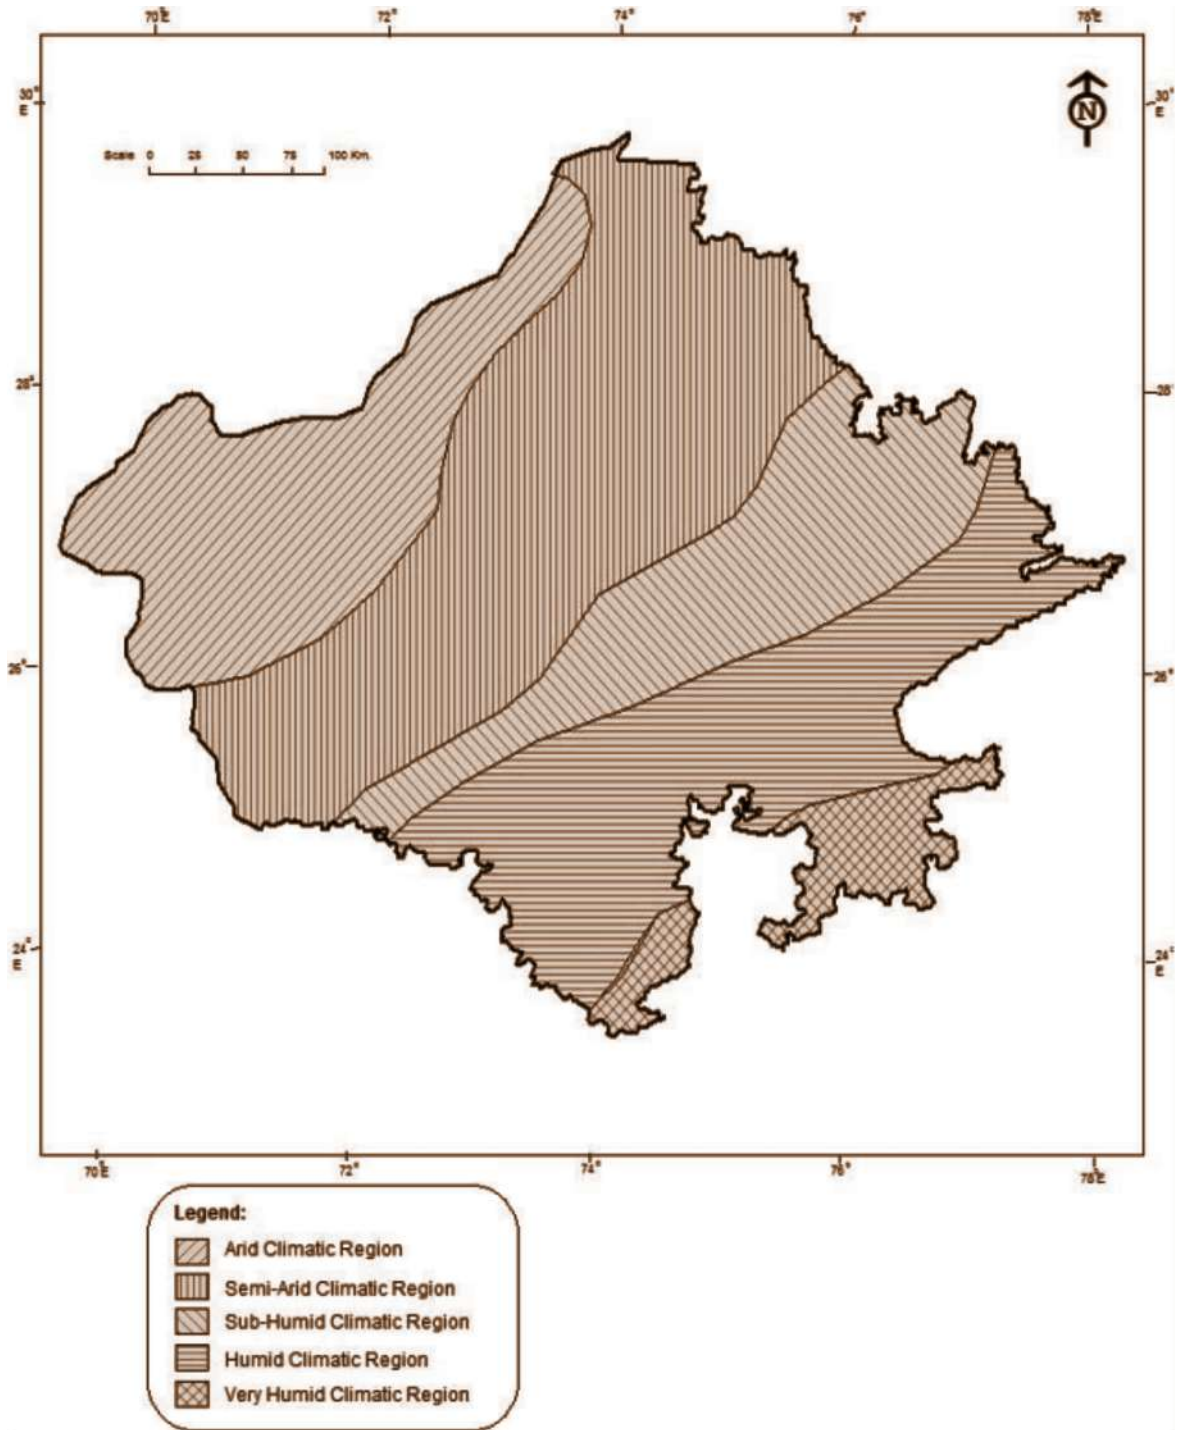 70°E 72° 74° 76° 78°E
30°
E
30°
E
N
Scale 0 25 50 75 100 Km.
28°
28°
26°
26°
24°
E
24°
E
70°E 72° 74° 76° 78°E
Legend:
Arid Climatic Region
Semi-Arid Climatic Region
Sub-Humid Climatic Region
Humid Climatic Region
Very Humid Climatic Region